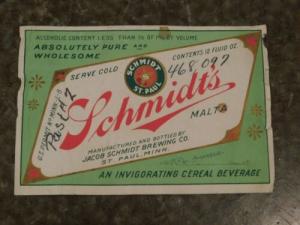 ALCOHOLIC CONTENT LESS THAN ½ OF 1% BY VOLUME
ABSOLUTELY PURE AND
WHOLESOME
CONTENTS 12 FLUID OZ.
SERVE COLD
SCHMIDT
ST. PAUL
468,097
Schmidt's
MALTA
MANUFACTURED AND BOTTLED BY
JACOB SCHMIDT BREWING CO.
ST. PAUL, MINN.
AN INVIGORATING CEREAL BEVERAGE